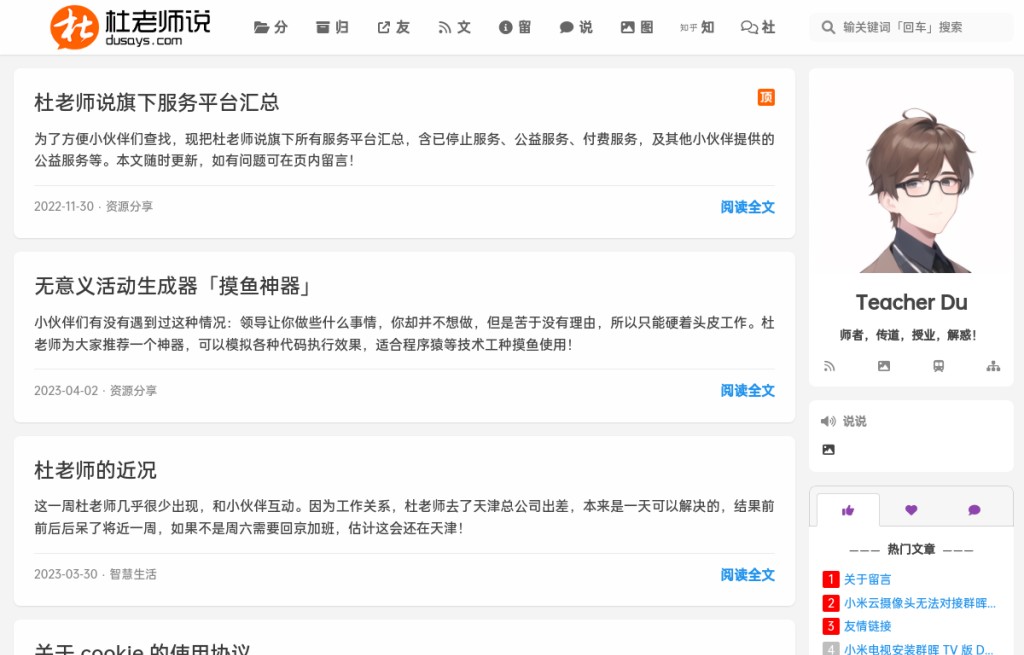 杜老师说
dusays.com
分
归
友
文
留
说
图
知乎 知
社
输关键词「回车」搜索
杜老师说旗下服务平台汇总
顶
为了方便小伙伴们查找，现把杜老师说旗下所有服务平台汇总，含已停止服务、公益服务、付费服务，及其他小伙伴提供的
公益服务等。本文随时更新，如有问题可在页内留言！
2022-11-30 · 资源分享
阅读全文
无意义活动生成器「摸鱼神器」
小伙伴们有没有遇到过这种情况：领导让你做些什么事情，你却并不想做，但是苦于没有理由，所以只能硬着头皮工作。杜
老师为大家推荐一个神器，可以模拟各种代码执行效果，适合程序猿等技术工种摸鱼使用！
2023-04-02 · 资源分享
阅读全文
杜老师的近况
这一周杜老师几乎很少出现，和小伙伴互动。因为工作关系，杜老师去了天津总公司出差，本来是一天可以解决的，结果前
前后后呆了将近一周，如果不是周六需要回京加班，估计这会还在天津！
2023-03-30 · 智慧生活
阅读全文
关于 cookie 的使用协议
Teacher Du
师者，传道，授业，解惑！
说说
——— 热门文章 ———
1 关于留言
2 小米云摄像头无法对接群晖...
3 友情链接
4 小米电视安装群晖 TV 版 D...